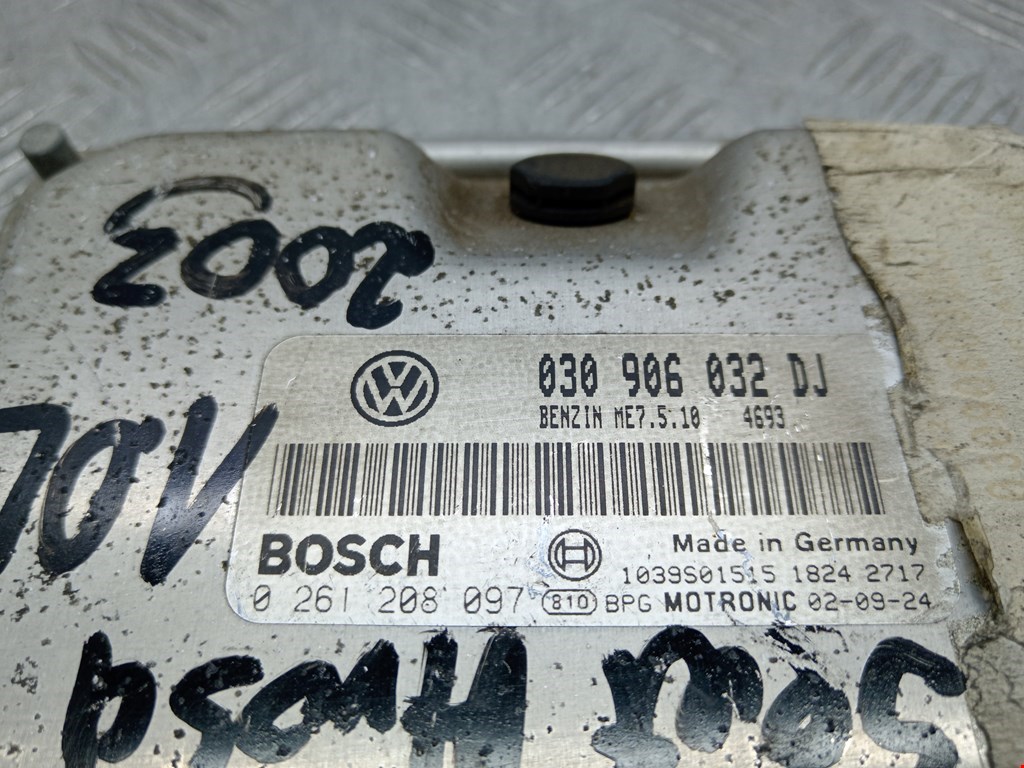 2003
030 906 032 DJ
BENZIN ME7.5.10 4693
BOSCH
Made in Germany
1039S01515 1824 2717
0 261 208 097 810 BPG MOTRONIC 02-09-24